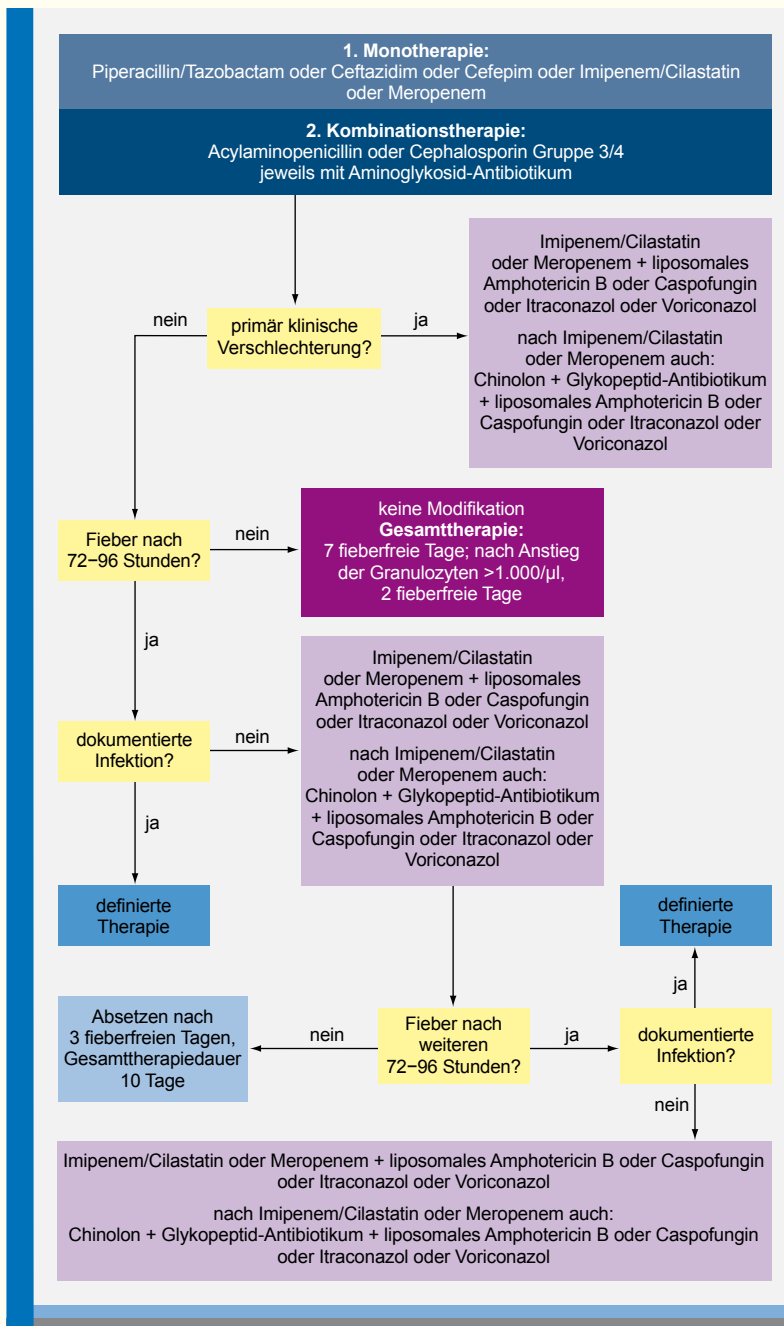 1. Monotherapie:
Piperacillin/Tazobactam oder Ceftazidim oder Cefepim oder Imipenem/Cilastatin
oder Meropenem
2. Kombinationstherapie:
Acylaminopenicillin oder Cephalosporin Gruppe 3/4
jeweils mit Aminoglykosid-Antibiotikum
nein
primär klinische
Verschlechterung?
ja
Imipenem/Cilastatin
oder Meropenem + liposomales
Amphotericin B oder Caspofungin
oder Itraconazol oder Voriconazol
nach Imipenem/Cilastatin
oder Meropenem auch:
Chinolon + Glykopeptid-Antibiotikum
+ liposomales Amphotericin B oder
Caspofungin oder Itraconazol oder
Voriconazol
Fieber nach
72–96 Stunden?
nein
keine Modifikation
Gesamttherapie:
7 fieberfreie Tage; nach Anstieg
der Granulozyten >1.000/µl,
2 fieberfreie Tage
ja
dokumentierte
Infektion?
nein
Imipenem/Cilastatin
oder Meropenem + liposomales
Amphotericin B oder Caspofungin
oder Itraconazol oder Voriconazol
nach Imipenem/Cilastatin
oder Meropenem auch:
Chinolon + Glykopeptid-Antibiotikum
+ liposomales Amphotericin B oder
Caspofungin oder Itraconazol oder
Voriconazol
ja
definierte
Therapie
definierte
Therapie
ja
Absetzen nach
3 fieberfreien Tagen,
Gesamttherapiedauer
10 Tage
nein
Fieber nach
weiteren
72–96 Stunden?
ja
dokumentierte
Infektion?
nein
Imipenem/Cilastatin oder Meropenem + liposomales Amphotericin B oder Caspofungin
oder Itraconazol oder Voriconazol
nach Imipenem/Cilastatin oder Meropenem auch:
Chinolon + Glykopeptid-Antibiotikum + liposomales Amphotericin B oder Caspofungin
oder Itraconazol oder Voriconazol